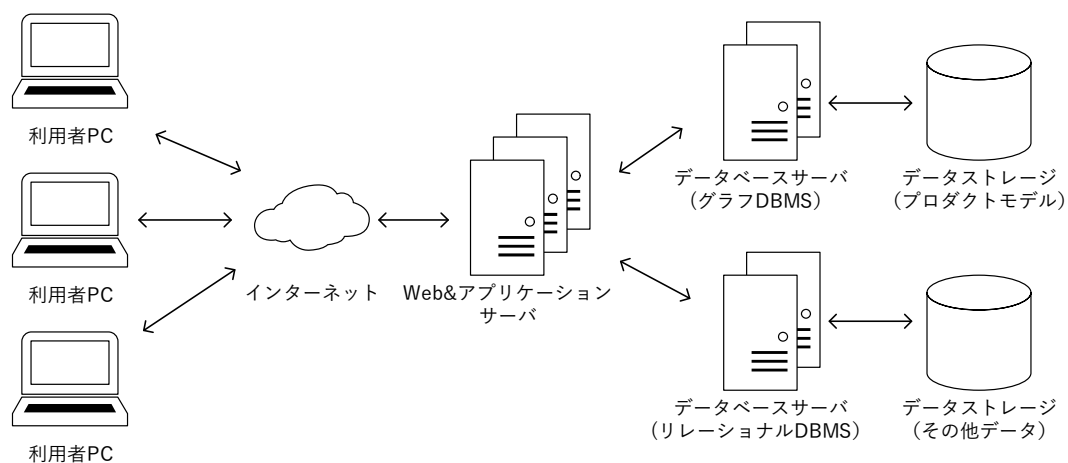 利用者PC
利用者PC
利用者PC
インターネット
Web&アプリケーション
サーバ
データベースサーバ
（グラフDBMS）
データストレージ
（プロダクトモデル）
データベースサーバ
（リレーショナルDBMS）
データストレージ
（その他データ）